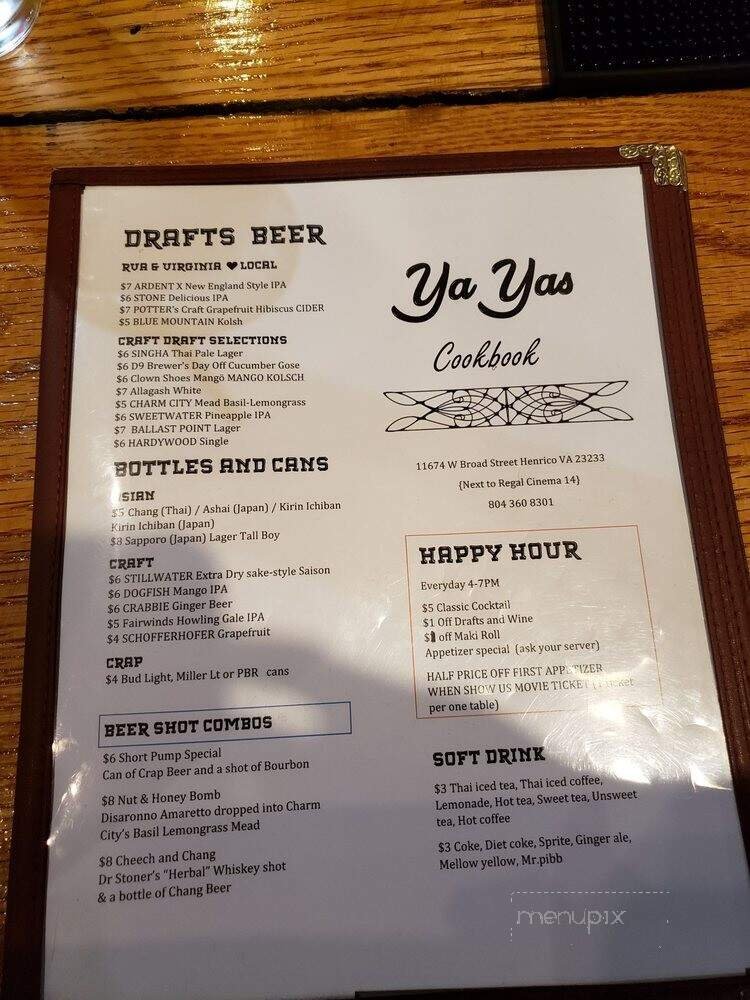 DRAFTS BEER
RVA & VIRGINIA ♥ LOCAL
$7 ARDENT X New England Style IPA
$6 STONE Delicious IPA
$7 POTTER's Craft Grapefruit Hibiscus CIDER
$5 BLUE MOUNTAIN Kolsh
CRAFT DRAFT SELECTIONS
$6 SINGHA Thai Pale Lager
$6 D9 Brewer's Day Off Cucumber Gose
$6 Clown Shoes Mangö MANGO KOLSCH
$7 Allagash White
$5 CHARM CITY Mead Basil-Lemongrass
$6 SWEETWATER Pineapple IPA
$7 BALLAST POINT Lager
$6 HARDYWOOD Single
BOTTLES AND CANS
ASIAN
$5 Chang (Thai) / Ashai (Japan) / Kirin Ichiban
Kirin Ichiban (Japan)
$8 Sapporo (Japan) Lager Tall Boy
CRAFT
$6 STILLWATER Extra Dry sake-style Saison
$6 DOGFISH Mango IPA
$6 CRABBIE Ginger Beer
$5 Fairwinds Howling Gale IPA
$4 SCHOFFERHOFER Grapefruit
CRAP
$4 Bud Light, Miller Lt or PBR cans
BEER SHOT COMBOS
$6 Short Pump Special
Can of Crap Beer and a shot of Bourbon
$8 Nut & Honey Bomb
Disaronno Amaretto dropped into Charm
City's Basil Lemongrass Mead
$8 Cheech and Chang
Dr Stoner's "Herbal" Whiskey shot
& a bottle of Chang Beer
Ya Yas
Cookbook
11674 W Broad Street Henrico VA 23233
{Next to Regal Cinema 14}
804 360 8301
HAPPY HOUR
Everyday 4-7PM
$5 Classic Cocktail
$1 Off Drafts and Wine
off Maki Roll
Appetizer special (ask your server)
HALF PRICE OFF FIRST APPETIZER
WHEN SHOW US MOVIE TICKET (1 ticket
per one table)
SOFT DRINK
$3 Thai iced tea, Thai iced coffee,
Lemonade, Hot tea, Sweet tea, Unsweet
tea, Hot coffee
$3 Coke, Diet coke, Sprite, Ginger ale,
Mellow yellow, Mr.pibb
menupix